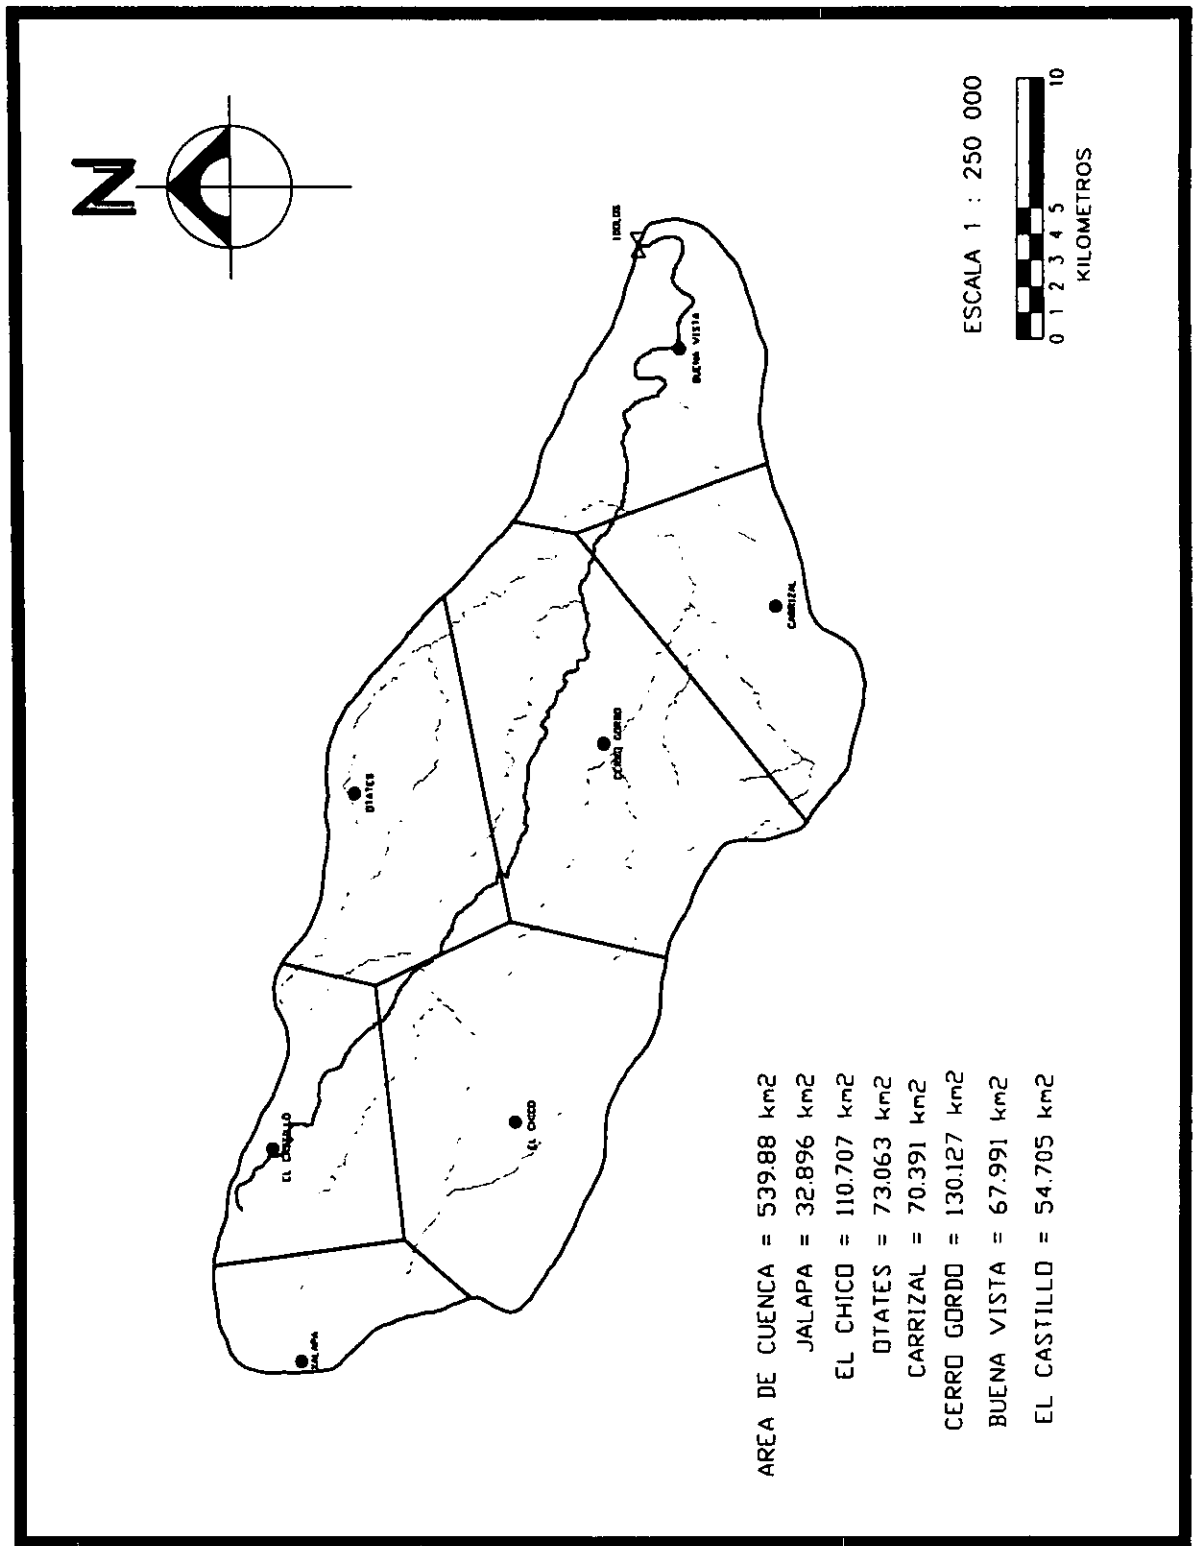 N
IDOLOS
BUENA VISTA
CARRIZAL
CERRO GORDO
OTATES
EL CHICO
EL CASTILLO
XALAPA
ESCALA 1 : 250 000
0 1 2 3 4 5 10
KILOMETROS
AREA DE CUENCA = 539.88 km2
JALAPA = 32.896 km2
EL CHICO = 110.707 km2
OTATES = 73.063 km2
CARRIZAL = 70.391 km2
CERRO GORDO = 130.127 km2
BUENA VISTA = 67.991 km2
EL CASTILLO = 54.705 km2